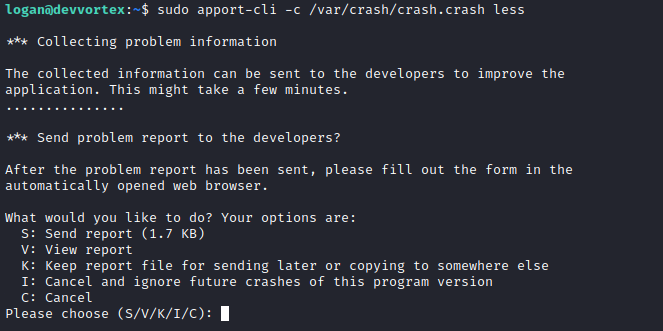 logan@devvortex:~$ sudo apport-cli -c /var/crash/crash.crash less
*** Collecting problem information
The collected information can be sent to the developers to improve the
application. This might take a few minutes.
...............
*** Send problem report to the developers?
After the problem report has been sent, please fill out the form in the
automatically opened web browser.
What would you like to do? Your options are:
S: Send report (1.7 KB)
V: View report
K: Keep report file for sending later or copying to somewhere else
I: Cancel and ignore future crashes of this program version
C: Cancel
Please choose (S/V/K/I/C):